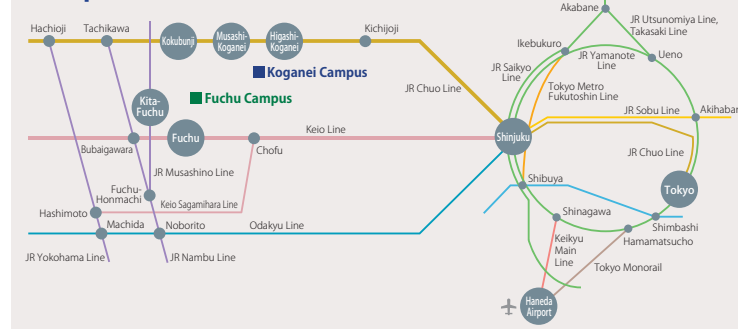 Akabane
JR Utsunomiya Line,
Takasaki Line
Hachioji
Tachikawa
Kokubunji
Musashi-
Koganei
Higashi-
Koganei
Kichijoji
Ikebukuro
JR Yamanote
Line
Ueno
JR Saikyo
Line
Koganei Campus
Tokyo Metro
Fukutoshin Line
JR Chuo Line
Fuchu Campus
Kita-
Fuchu
JR Sobu Line
Akihabar
Keio Line
Shinjuku
Fuchu
Bubaigawara
Chofu
JR Chuo Line
JR Musashino Line
Shibuya
Tokyo
Fuchu-
Honmachi
Keio Sagamihara Line
Hashimoto
Shinagawa
Machida
Noborito
Odakyu Line
Shimbashi
Hamamatsucho
Keikyu
Main
Line
JR Yokohama Line
JR Nambu Line
Tokyo Monorail
Haneda
Airport